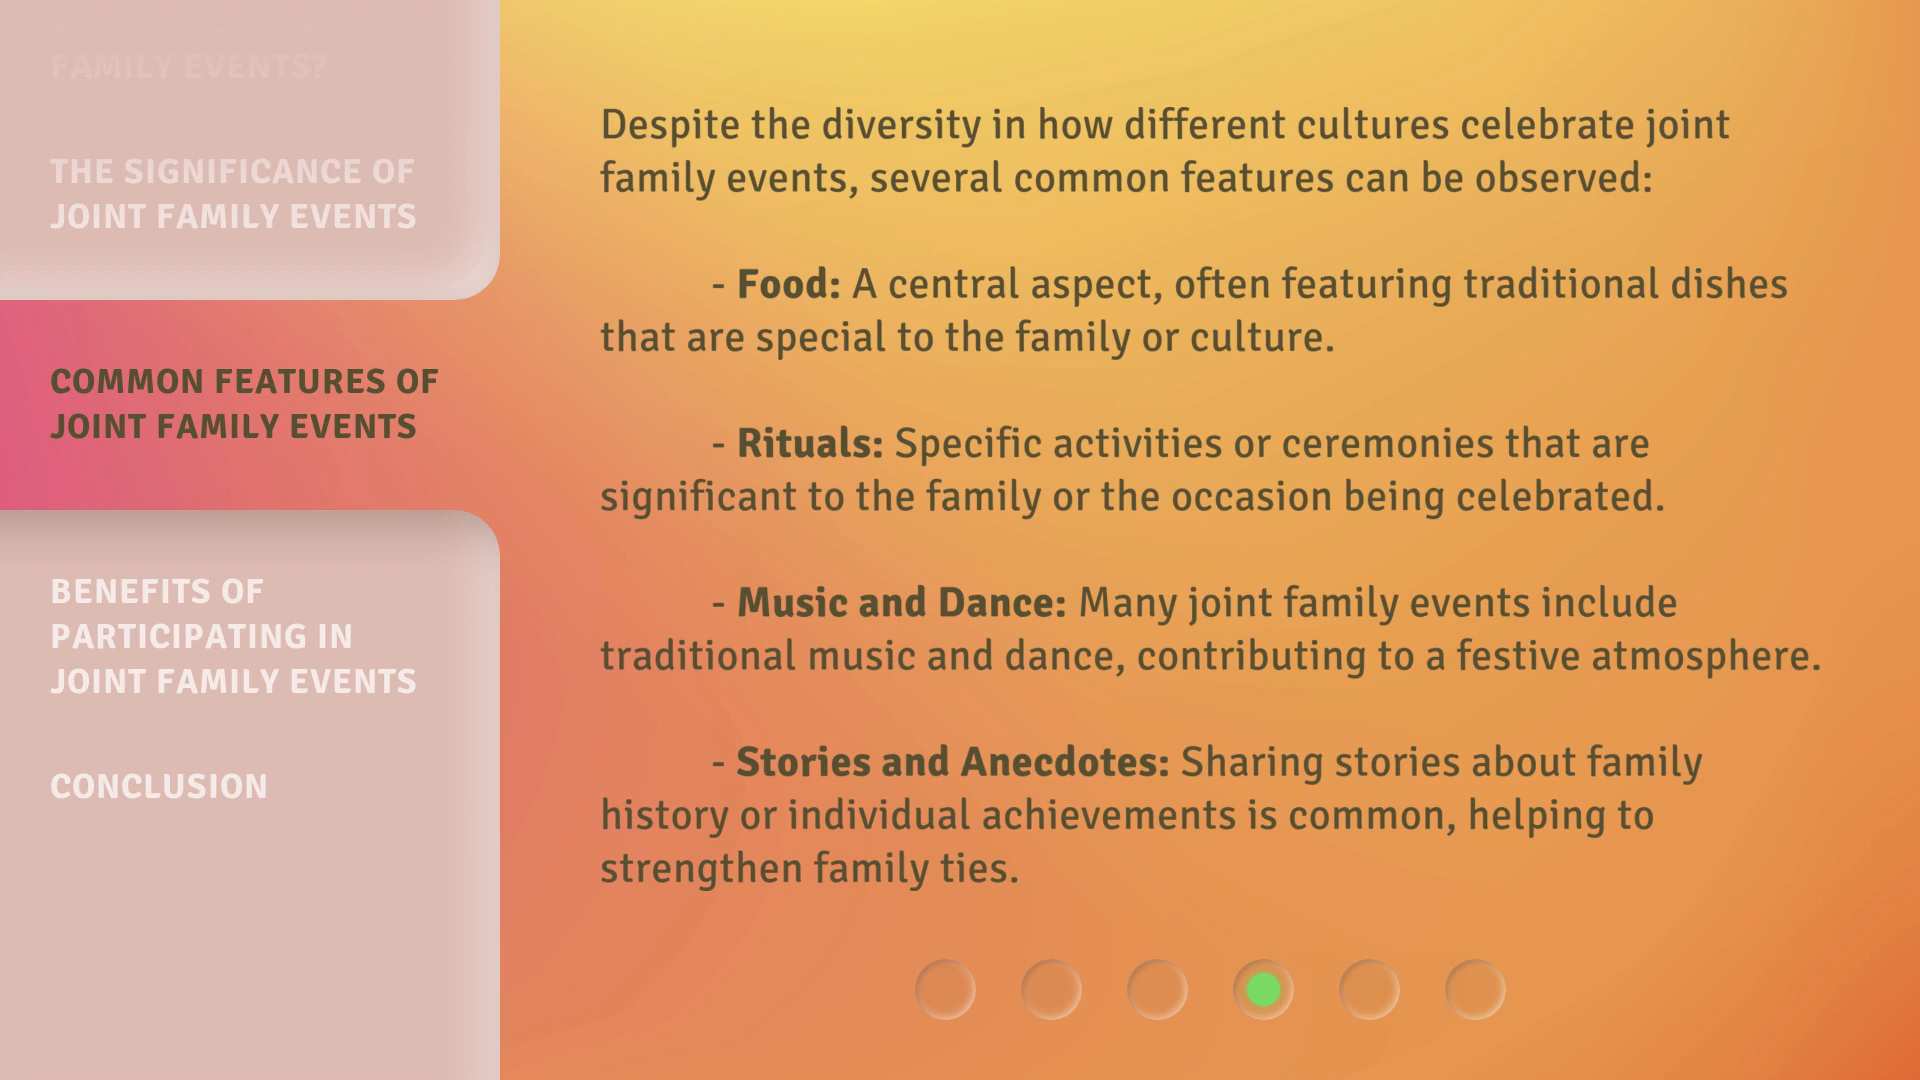 WHAT ARE JOINT
FAMILY EVENTS?
THE SIGNIFICANCE OF
JOINT FAMILY EVENTS
COMMON FEATURES OF
JOINT FAMILY EVENTS
BENEFITS OF
PARTICIPATING IN
JOINT FAMILY EVENTS
CONCLUSION
Despite the diversity in how different cultures celebrate joint
family events, several common features can be observed:
- Food: A central aspect, often featuring traditional dishes
that are special to the family or culture.
- Rituals: Specific activities or ceremonies that are
significant to the family or the occasion being celebrated.
- Music and Dance: Many joint family events include
traditional music and dance, contributing to a festive atmosphere.
- Stories and Anecdotes: Sharing stories about family
history or individual achievements is common, helping to
strengthen family ties.